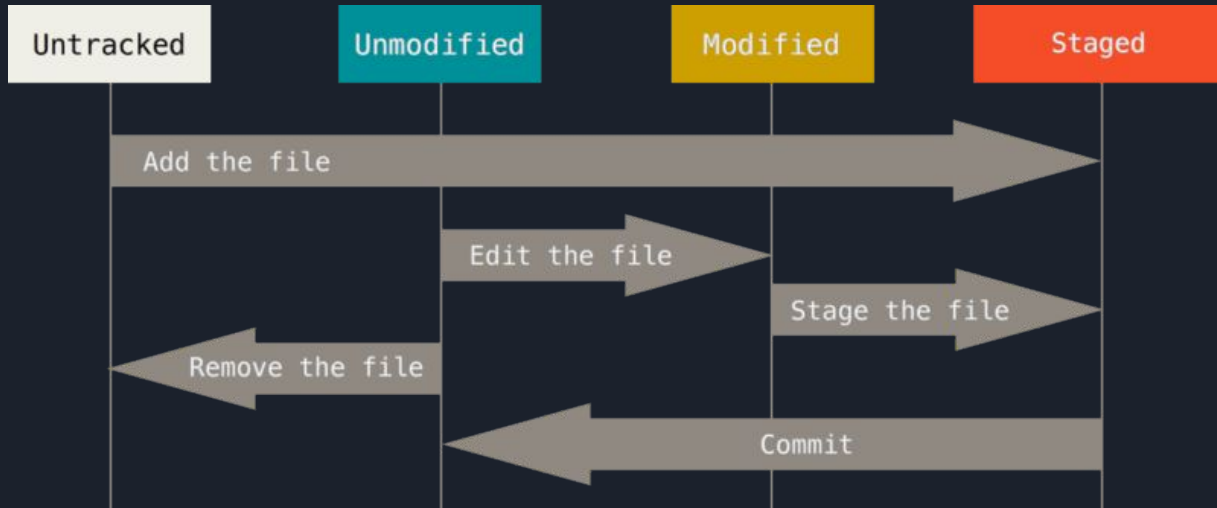 Untracked
Unmodified
Modified
Staged
Add the file
Edit the file
Stage the file
Remove the file
Commit